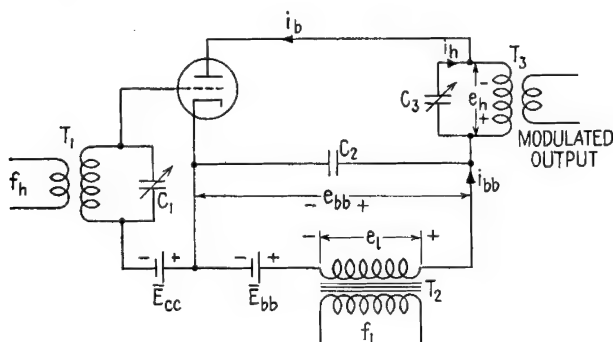 i_b
i_h
T_3
-
e_h
+
C_3
MODULATED
OUTPUT
T_1
f_h
C_1
C_2
i_bb
e_bb
- +
- e_l +
- +
- +
E_cc
E_bb
T_2
f_l